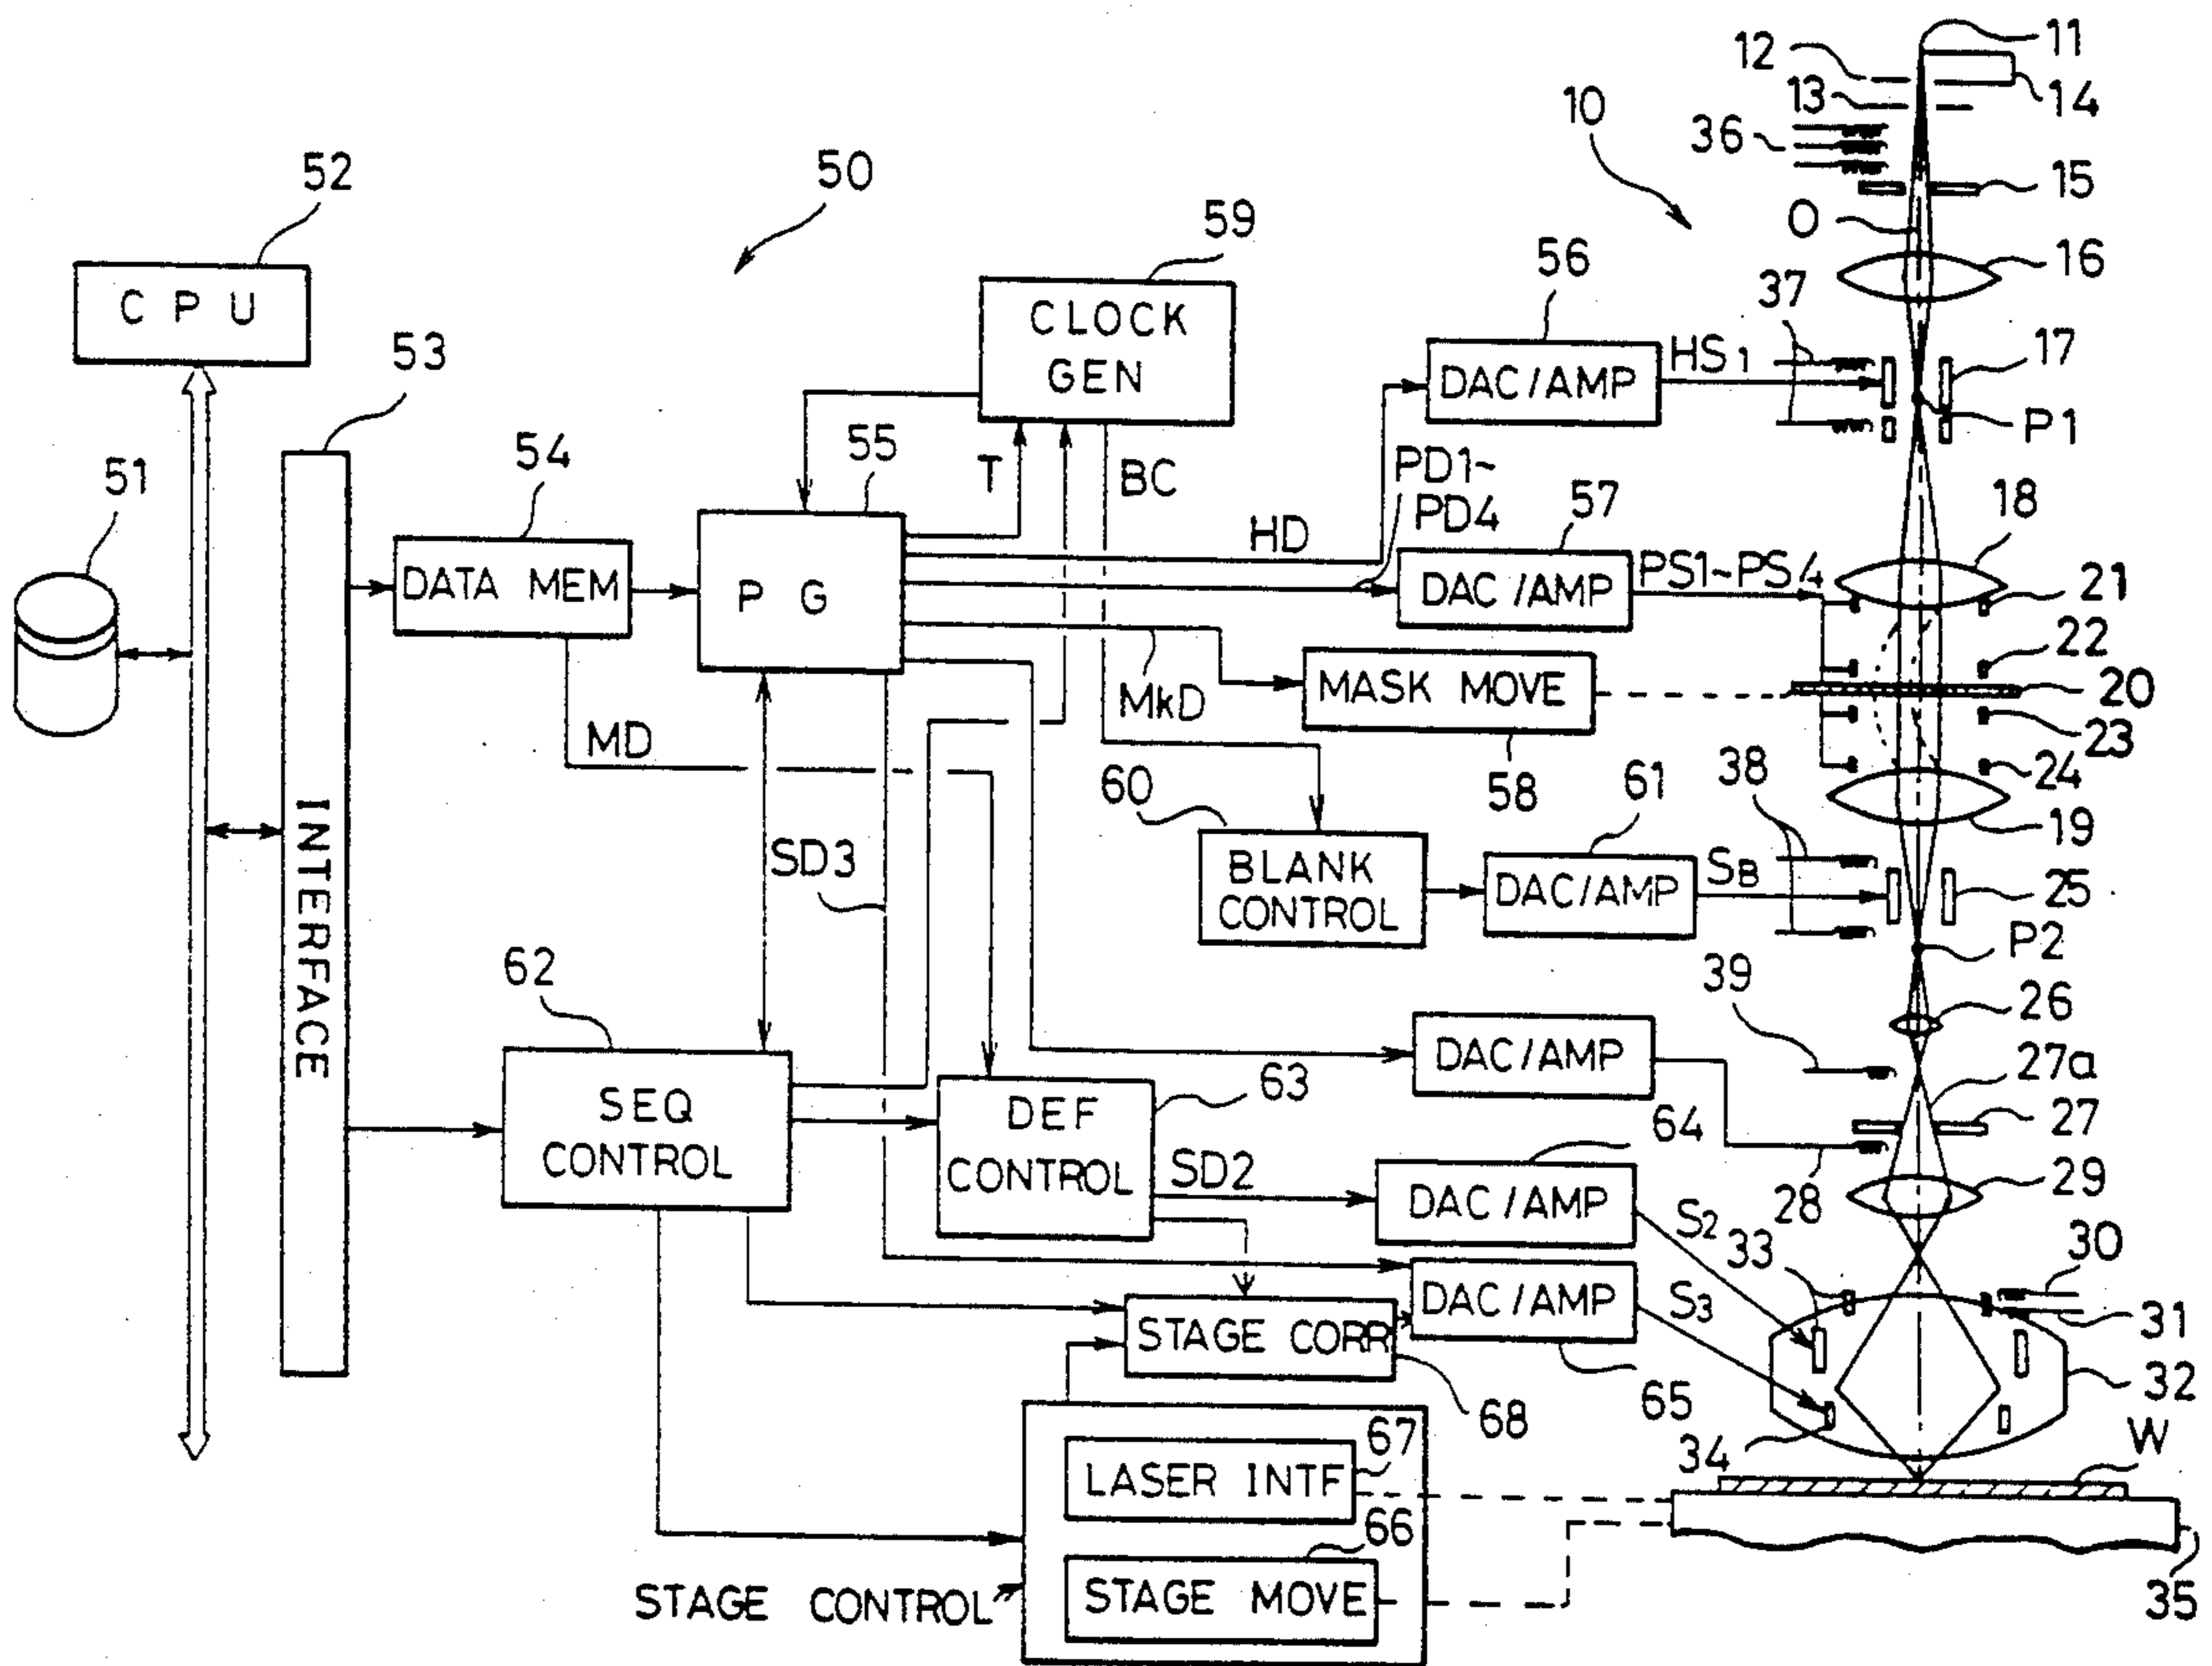 11
12
13
14
10
36
15
O
16
52
50
59
56
37
17
CPU
53
CLOCK
GEN
DAC/AMP
HS1
P1
51
54
55
T
BC
PD1~
PD4
57
18
HD
DATA MEM
PG
DAC/AMP
PS1~PS4
21
22
MkD
MASK MOVE
20
MD
58
23
24
60
61
38
19
INTERFACE
SD3
BLANK
CONTROL
DAC/AMP
SB
25
P2
62
39
26
DAC/AMP
27a
SEQ
CONTROL
DEF
CONTROL
63
64
27
SD2
DAC/AMP
28
29
S2
33
30
DAC/AMP
S3
31
STAGE CORR
32
68
65
67
34
W
LASER INTF
66
STAGE CONTROL
STAGE MOVE
35